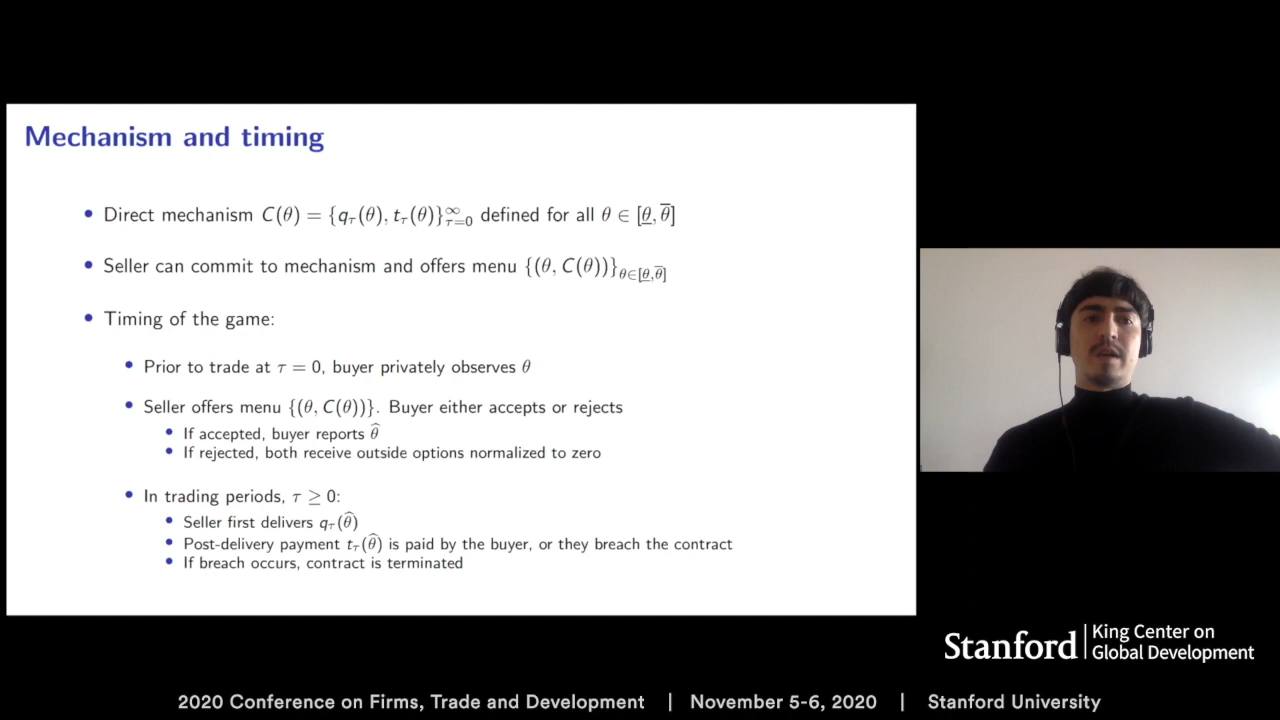 Mechanism and timing
• Direct mechanism C(θ) = {q_τ(θ), t_τ(θ)}_{τ=0}^{∞} defined for all θ ∈ [θ̲, θ̅]
• Seller can commit to mechanism and offers menu {(θ, C(θ))}_{θ∈[θ̲,θ̅]}
• Timing of the game:
• Prior to trade at τ = 0, buyer privately observes θ
• Seller offers menu {(θ, C(θ))}. Buyer either accepts or rejects
• If accepted, buyer reports θ̂
• If rejected, both receive outside options normalized to zero
• In trading periods, τ ≥ 0:
• Seller first delivers q_τ(θ̂)
• Post-delivery payment t_τ(θ̂) is paid by the buyer, or they breach the contract
• If breach occurs, contract is terminated
Stanford | King Center on
Global Development
2020 Conference on Firms, Trade and Development | November 5-6, 2020 | Stanford University